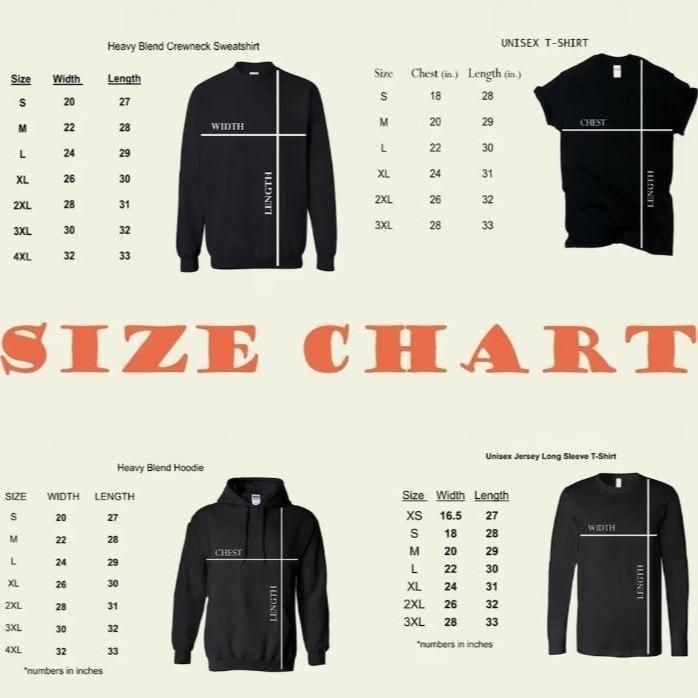 Heavy Blend Crewneck Sweatshirt
Size Width Length
S 20 27
M 22 28
L 24 29
XL 26 30
2XL 28 31
3XL 30 32
4XL 32 33
WIDTH
LENGTH
UNISEX T-SHIRT
Size Chest (in.) Length (in.)
S 18 28
M 20 29
L 22 30
XL 24 31
2XL 26 32
3XL 28 33
CHEST
LENGTH
SIZE CHART
Heavy Blend Hoodie
SIZE WIDTH LENGTH
S 20 27
M 22 28
L 24 29
XL 26 30
2XL 28 31
3XL 30 32
4XL 32 33
*numbers in inches
CHEST
LENGTH
Unisex Jersey Long Sleeve T-Shirt
Size Width Length
XS 16.5 27
S 18 28
M 20 29
L 22 30
XL 24 31
2XL 26 32
3XL 28 33
*numbers in inches
WIDTH
LENGTH